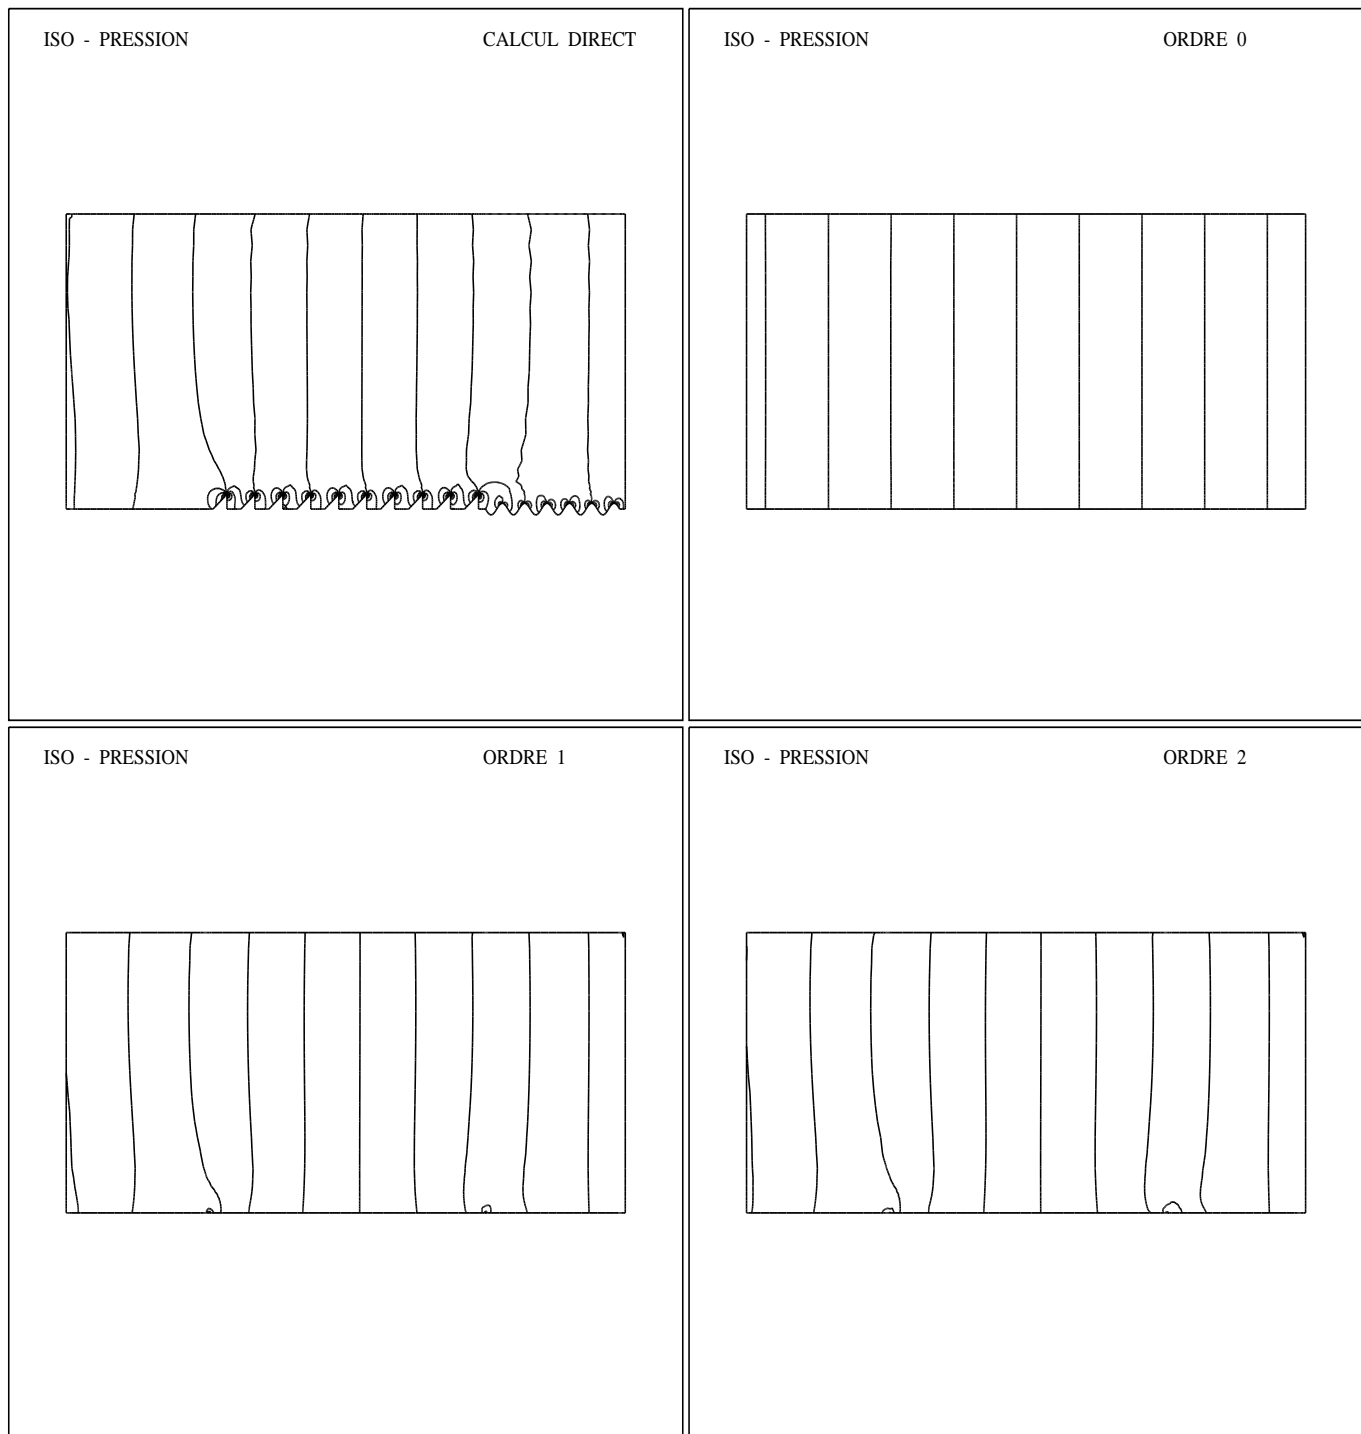 ISO - PRESSION CALCUL DIRECT
ISO - PRESSION ORDRE 0
ISO - PRESSION ORDRE 1
ISO - PRESSION ORDRE 2